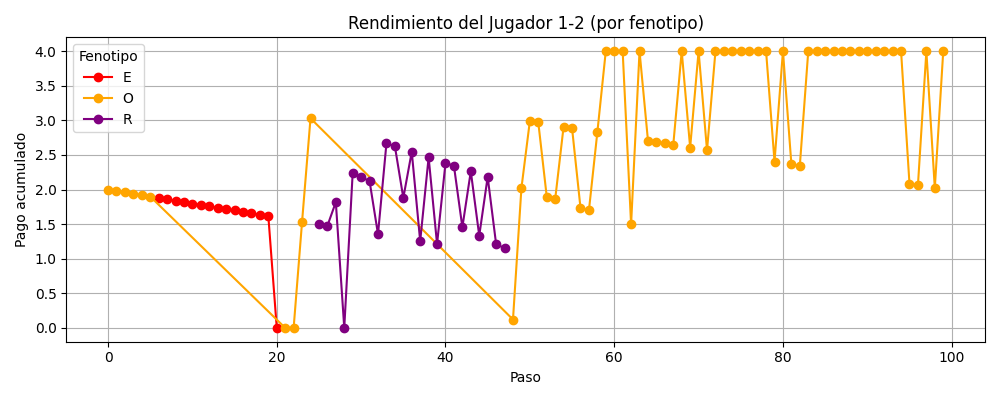 Rendimiento del Jugador 1-2 (por fenotipo)
Pago acumulado
4.0
3.5
3.0
2.5
2.0
1.5
1.0
0.5
0.0
Fenotipo
E
O
R
0 20 40 60 80 100
Paso